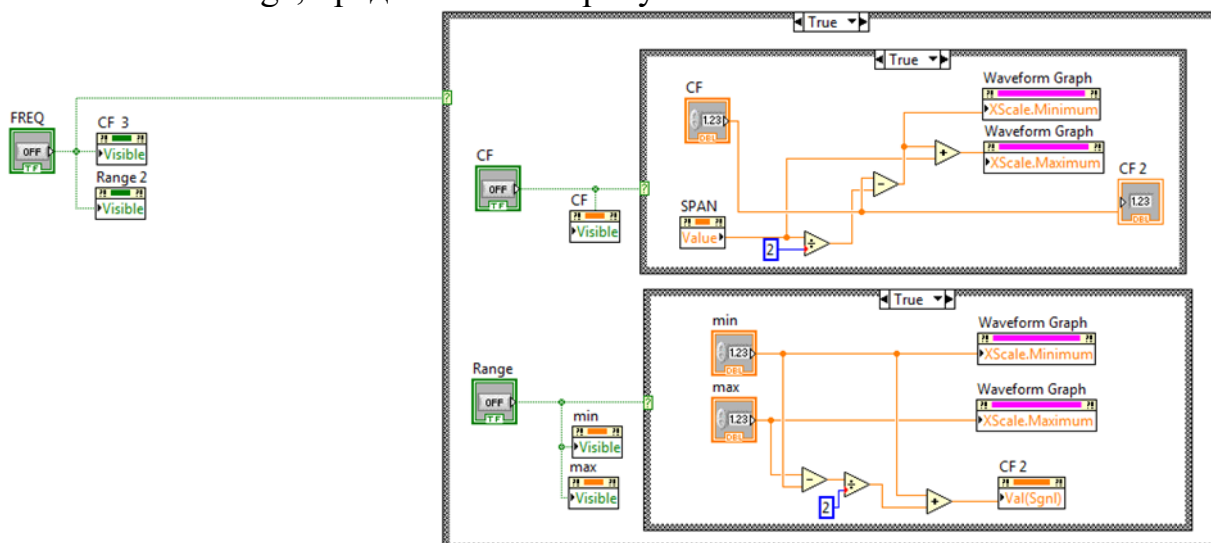 True
True
Waveform Graph
CF
XScale.Minimum
1.23
DBL
Waveform Graph
XScale.Maximum
FREQ
CF 3
OFF
TF
Visible
Range 2
Visible
CF
OFF
TF
CF
Visible
CF 2
1.23
DBL
SPAN
Value
2
True
min
Waveform Graph
1.23
DBL
XScale.Minimum
Range
max
Waveform Graph
OFF
TF
1.23
DBL
XScale.Maximum
min
Visible
max
Visible
CF 2
Val(Sgnl)
2